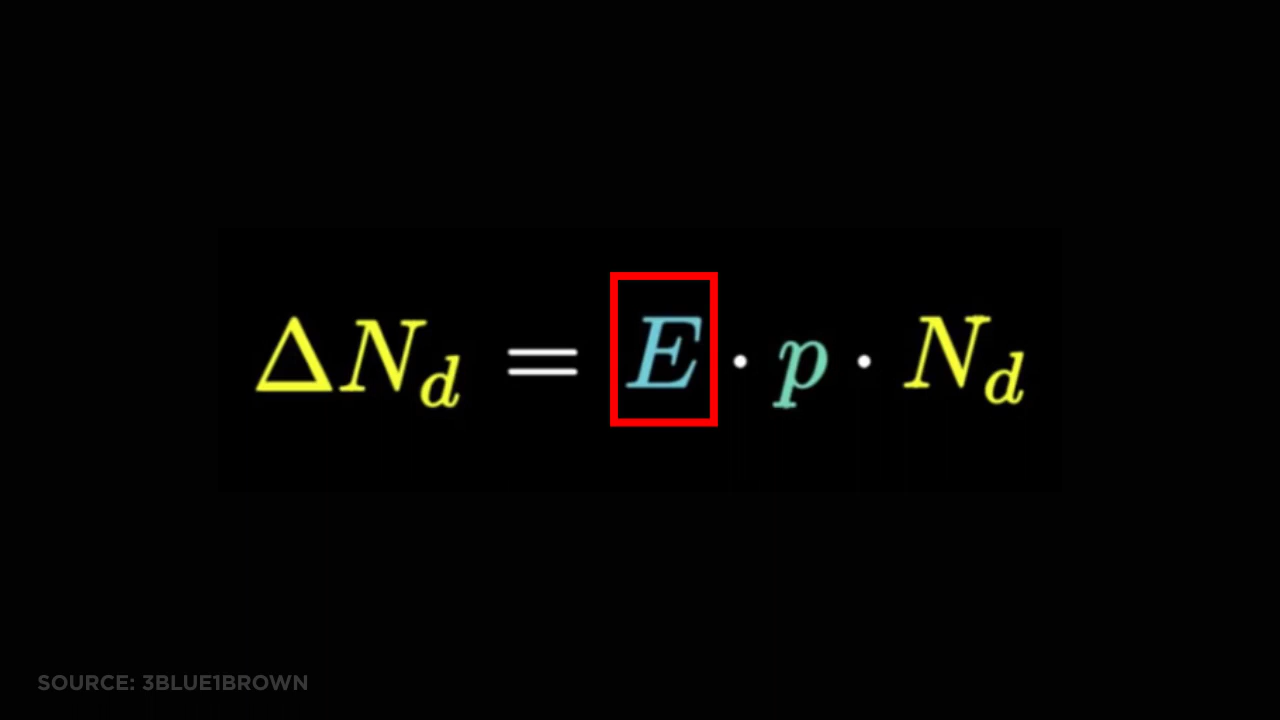 ΔN_d = E · p · N_d
SOURCE: 3BLUE1BROWN